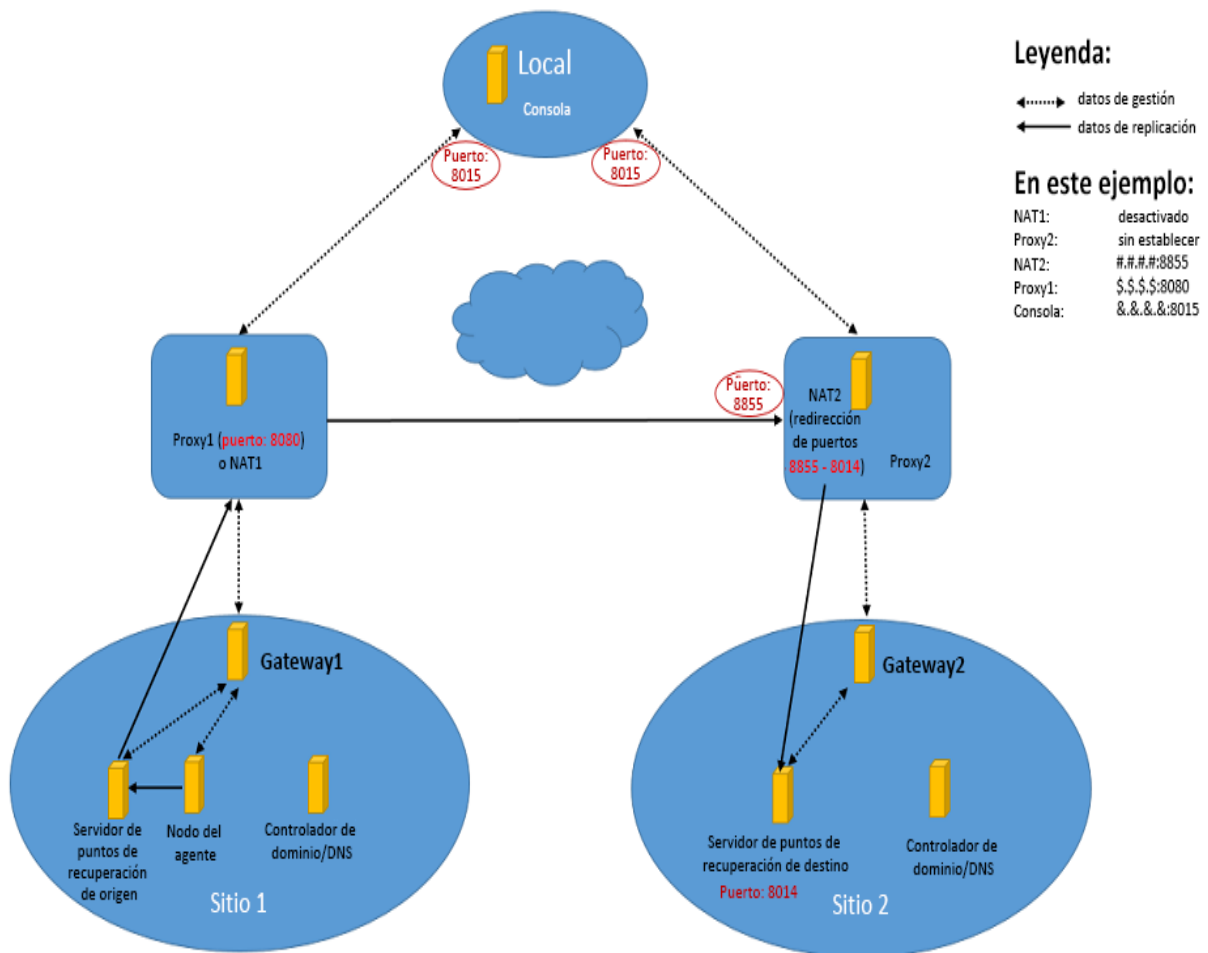 Local
Consola
Puerto:
8015
Puerto:
8015
Leyenda:
datos de gestión
datos de replicación
En este ejemplo:
NAT1: desactivado
Proxy2: sin establecer
NAT2: #.#.#.#:8855
Proxy1: $.$.$.$:8080
Consola: &.&.&.&:8015
Proxy1 (puerto: 8080)
o NAT1
Puerto:
8855
NAT2
(redirección
de puertos
8855 - 8014)
Proxy2
Gateway1
Servidor de
puntos de
recuperación
de origen
Nodo del
agente
Controlador de
dominio/DNS
Sitio 1
Gateway2
Servidor de puntos de
recuperación de destino
Puerto: 8014
Controlador de
dominio/DNS
Sitio 2